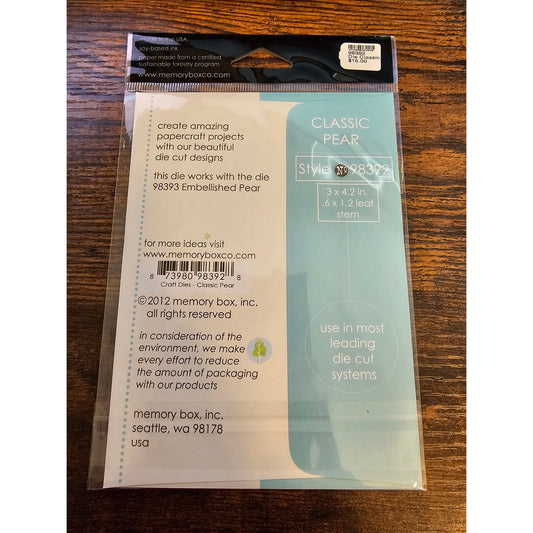 made in the USA
soy-based ink
paper made from a certified
sustainable forestry program
www.memoryboxco.com
98392
Die Classic
$16.00
create amazing
papercraft projects
with our beautiful
die cut designs
this die works with the die
98393 Embellished Pear
for more ideas visit
www.memoryboxco.com
8 73980 98392 8
Craft Dies - Classic Pear
©2012 memory box, inc.
all rights reserved
in consideration of the
environment, we make
every effort to reduce
the amount of packaging
with our products
memory box, inc.
seattle, wa 98178
usa
CLASSIC
PEAR
Style No 98392
3 x 4.2 in.
.6 x 1.2 leaf
stem
use in most
leading
die cut
systems